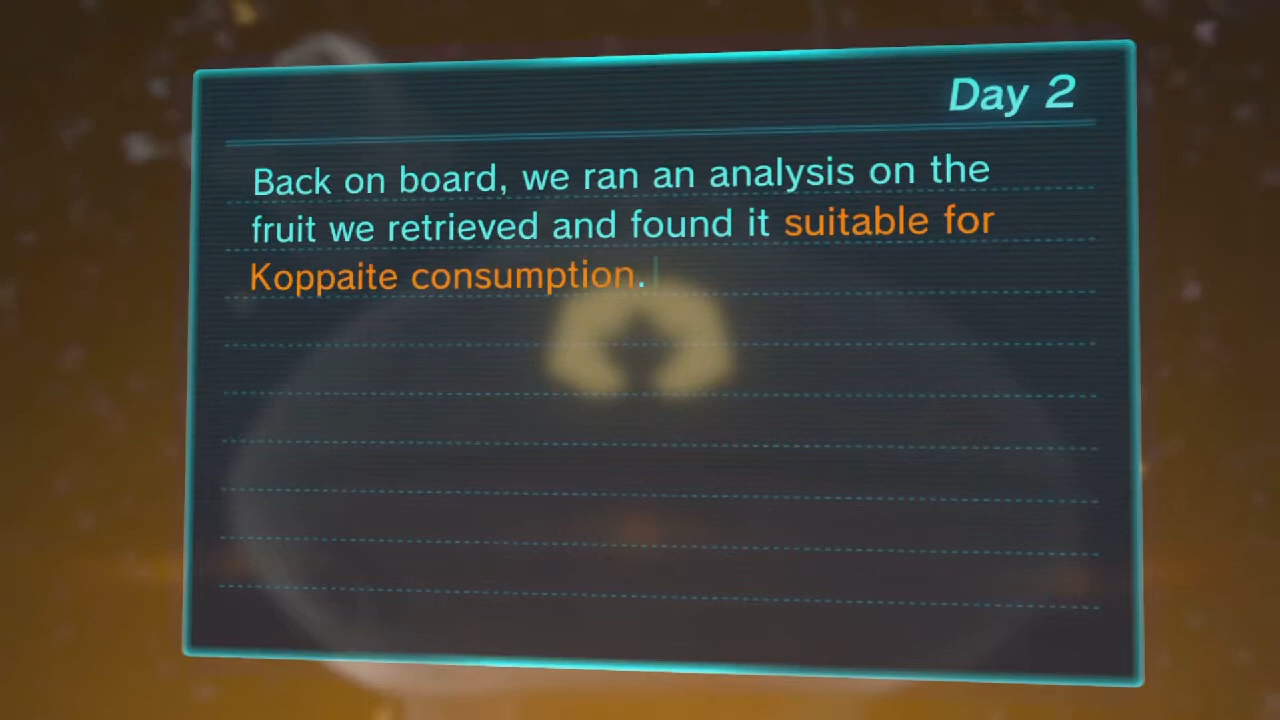 Day 2
Back on board, we ran an analysis on the
fruit we retrieved and found it suitable for
Koppaite consumption.